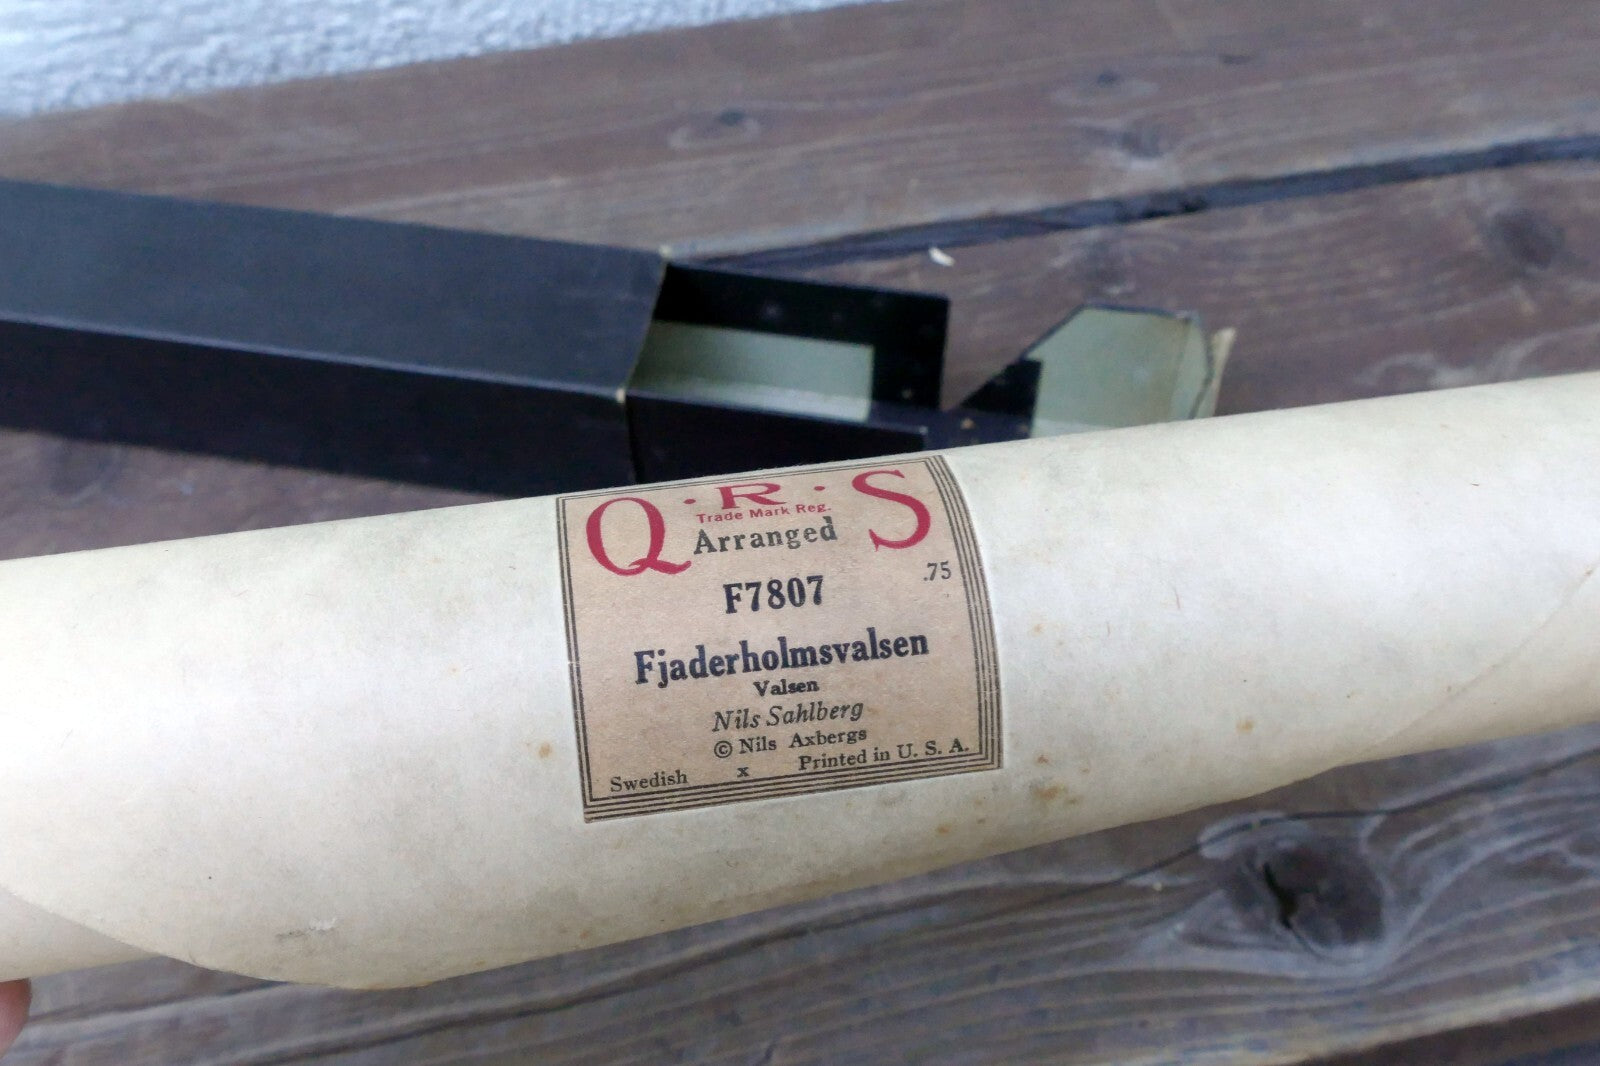 Q·R·S
Trade Mark Reg.
Arranged
.75
F7807
Fjaderholmsvalsen
Valsen
Nils Sahlberg
© Nils Axbergs
Swedish x Printed in U. S. A.